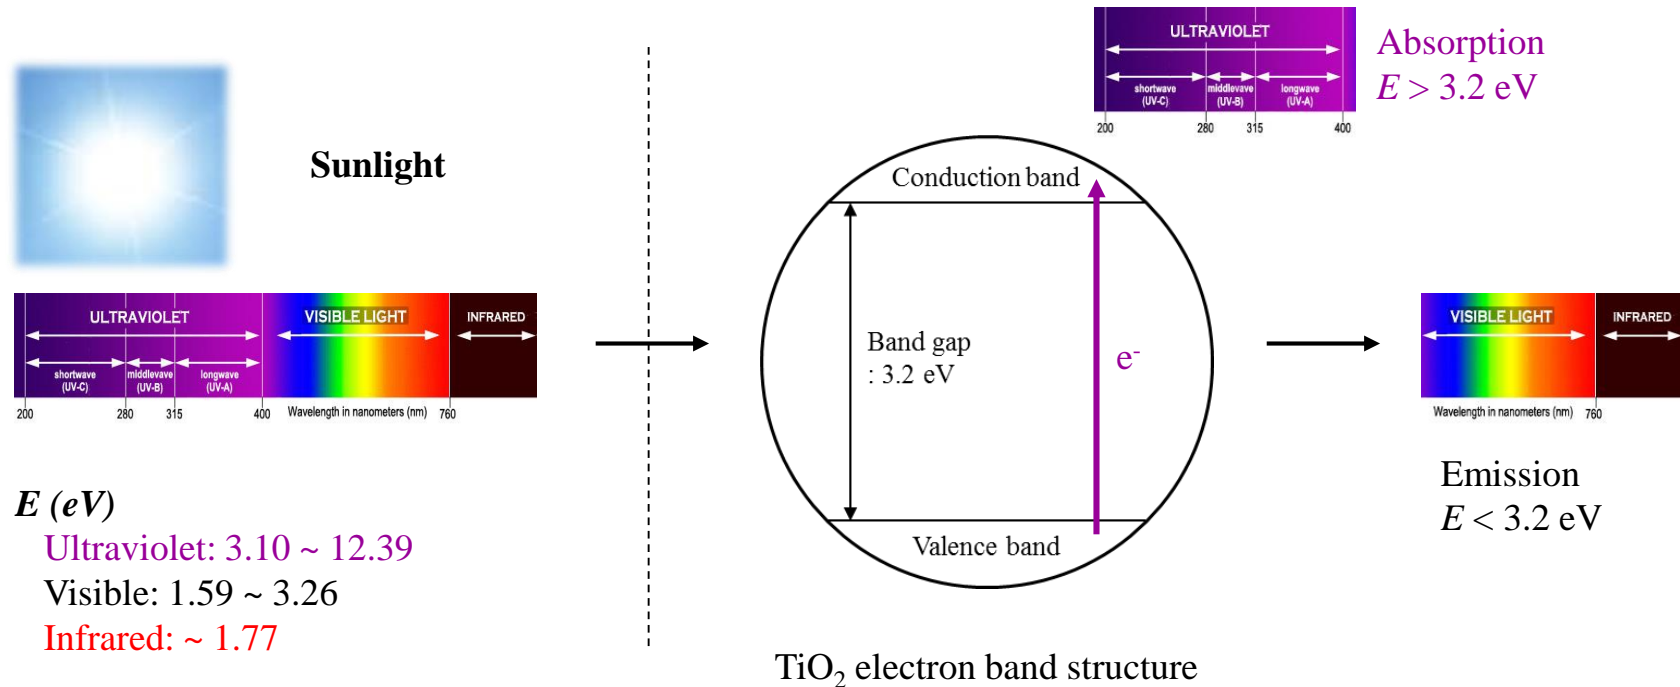 ULTRAVIOLET
shortwave (UV-C)
middlevave (UV-B)
longwave (UV-A)
200 280 315 400
Absorption
E > 3.2 eV
Sunlight
ULTRAVIOLET VISIBLE LIGHT INFRARED
shortwave (UV-C)
middlevave (UV-B)
longwave (UV-A)
200 280 315 400 Wavelength in nanometers (nm) 760
E (eV)
Ultraviolet: 3.10 ~ 12.39
Visible: 1.59 ~ 3.26
Infrared: ~ 1.77
Conduction band
Band gap
: 3.2 eV
e⁻
Valence band
TiO₂ electron band structure
VISIBLE LIGHT INFRARED
Wavelength in nanometers (nm) 760
Emission
E < 3.2 eV